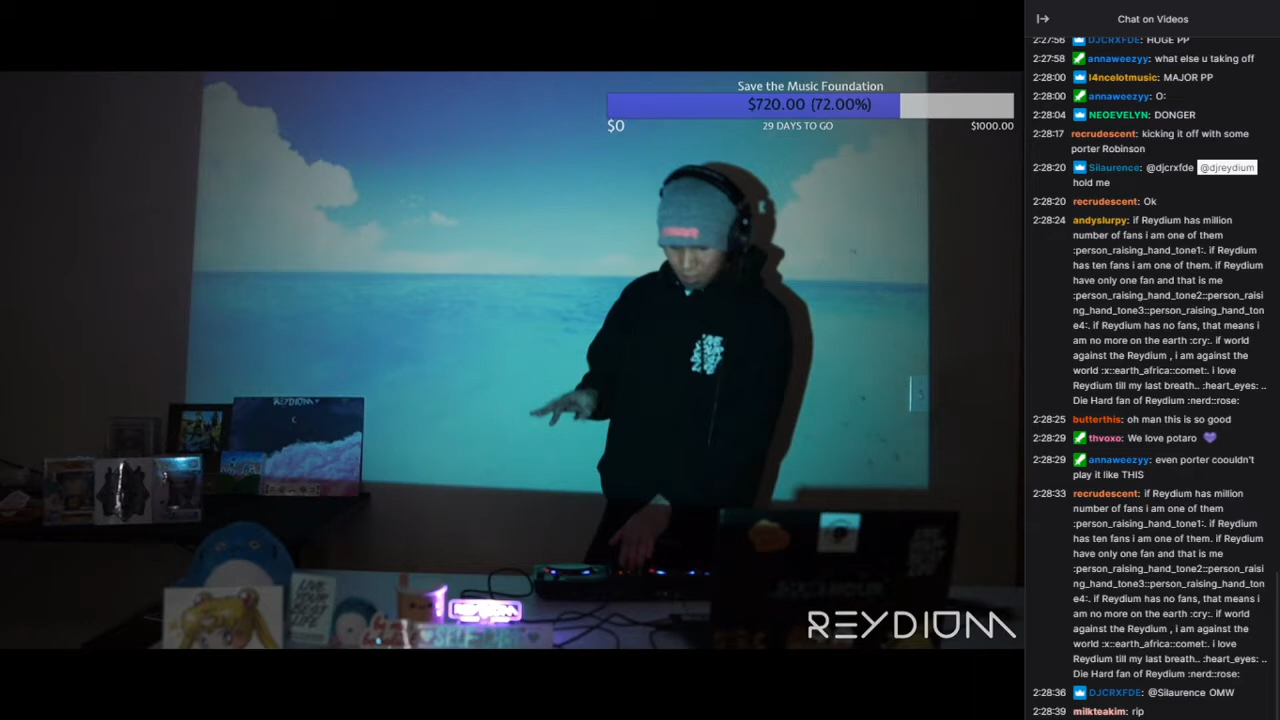 Save the Music Foundation
$720.00 (72.00%)
$0
29 DAYS TO GO
$1000.00
REYDIUM
REYDIUM
REYDIUM
Chat on Videos
2:27:56 DJCRXFDE: HUGE PP
2:27:58 annaweezyy: what else u taking off
2:28:00 !4ncelotmusic: MAJOR PP
2:28:00 annaweezyy: O:
2:28:04 NEOEVELYN: DONGER
2:28:17 recrudescent: kicking it off with some
porter Robinson
2:28:20 Silaurence: @djcrxfde @djreydium
hold me
2:28:20 recrudescent: Ok
2:28:24 andyslurpy: if Reydium has million
number of fans i am one of them
:person_raising_hand_tone1:. if Reydium
has ten fans i am one of them. if Reydium
have only one fan and that is me
:person_raising_hand_tone2::person_raisi
ng_hand_tone3::person_raising_hand_ton
e4:. if Reydium has no fans, that means i
am no more on the earth :cry:. if world
against the Reydium , i am against the
world :x::earth_africa::comet:. i love
Reydium till my last breath.. :heart_eyes: ..
Die Hard fan of Reydium :nerd::rose:
2:28:25 butterthis: oh man this is so good
2:28:29 thvoxo: We love potaro
2:28:29 annaweezyy: even porter coouldn't
play it like THIS
2:28:33 recrudescent: if Reydium has million
number of fans i am one of them
:person_raising_hand_tone1:. if Reydium
has ten fans i am one of them. if Reydium
have only one fan and that is me
:person_raising_hand_tone2::person_raisi
ng_hand_tone3::person_raising_hand_ton
e4:. if Reydium has no fans, that means i
am no more on the earth :cry:. if world
against the Reydium , i am against the
world :x::earth_africa::comet:. i love
Reydium till my last breath.. :heart_eyes: ..
Die Hard fan of Reydium :nerd::rose:
2:28:36 DJCRXFDE: @Silaurence OMW
2:28:39 milkteakim: rip